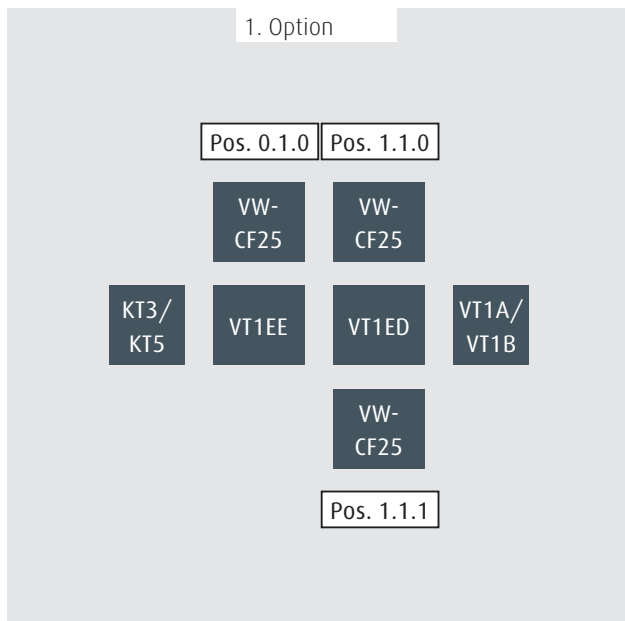 1. Option
Pos. 0.1.0 Pos. 1.1.0
VW-
CF25
VW-
CF25
KT3/
KT5
VT1EE
VT1ED
VT1A/
VT1B
VW-
CF25
Pos. 1.1.1